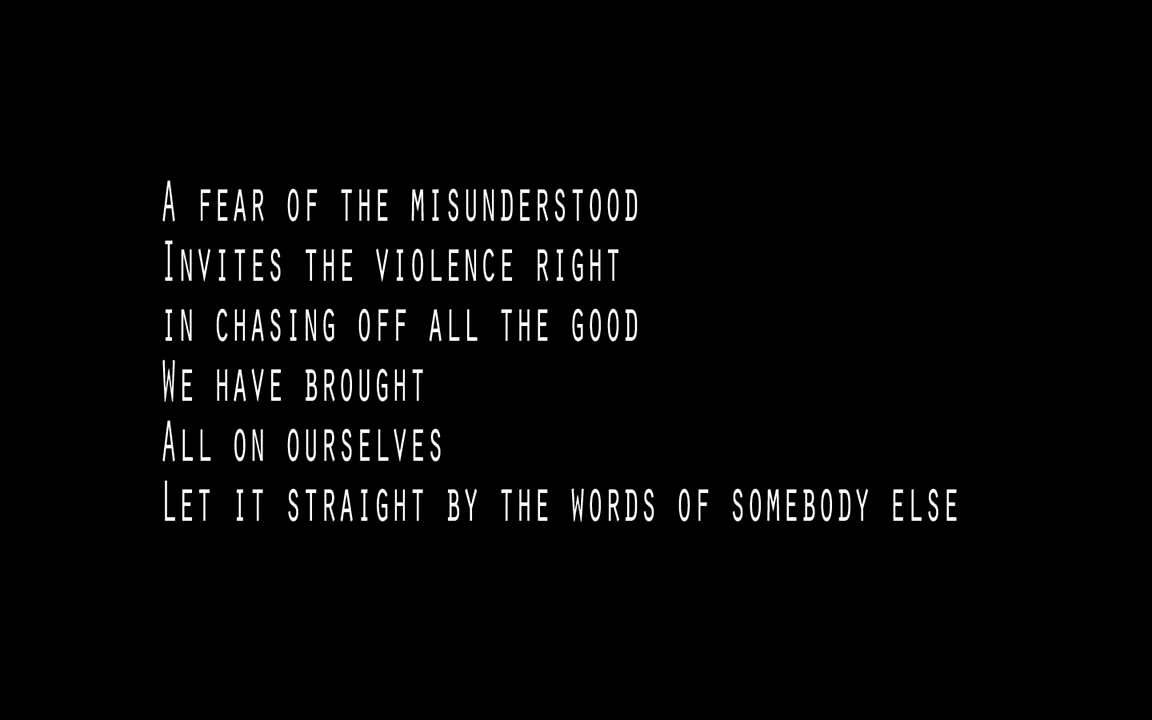 A FEAR OF THE MISUNDERSTOOD
INVITES THE VIOLENCE RIGHT
IN CHASING OFF ALL THE GOOD
WE HAVE BROUGHT
ALL ON OURSELVES
LET IT STRAIGHT BY THE WORDS OF SOMEBODY ELSE